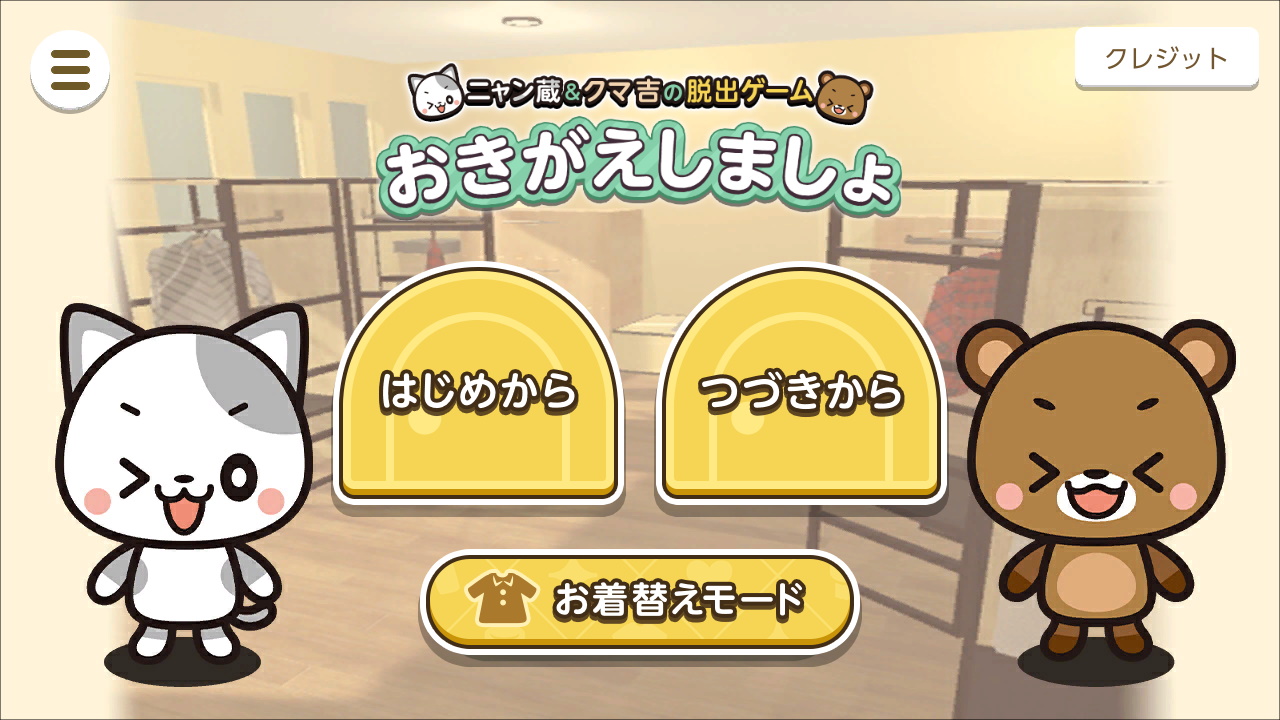 クレジット
ニャン蔵&クマ吉の脱出ゲーム
おきがえしましょ
はじめから
つづきから
お着替えモード